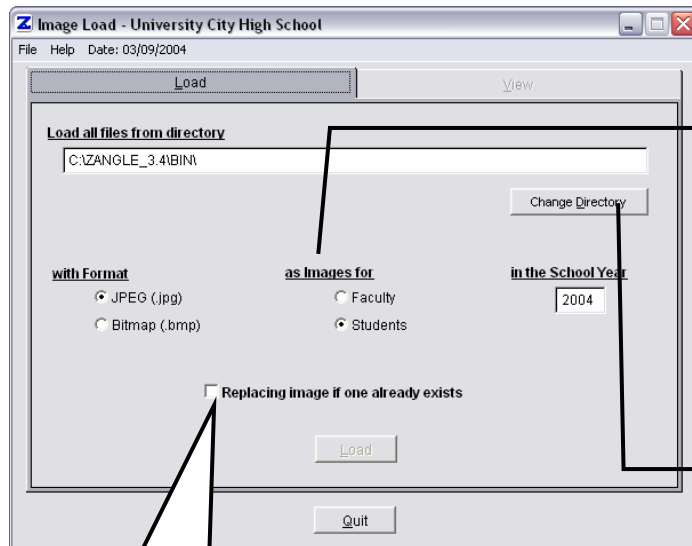 Image Load - University City High School
File Help Date: 03/09/2004
Load View
Load all files from directory
C:\ZANGLE_3.4\BIN\
Change Directory
with Format as Images for in the School Year
JPEG (.jpg) Faculty 2004
Bitmap (.bmp) Students
Replacing image if one already exists
Load
Quit